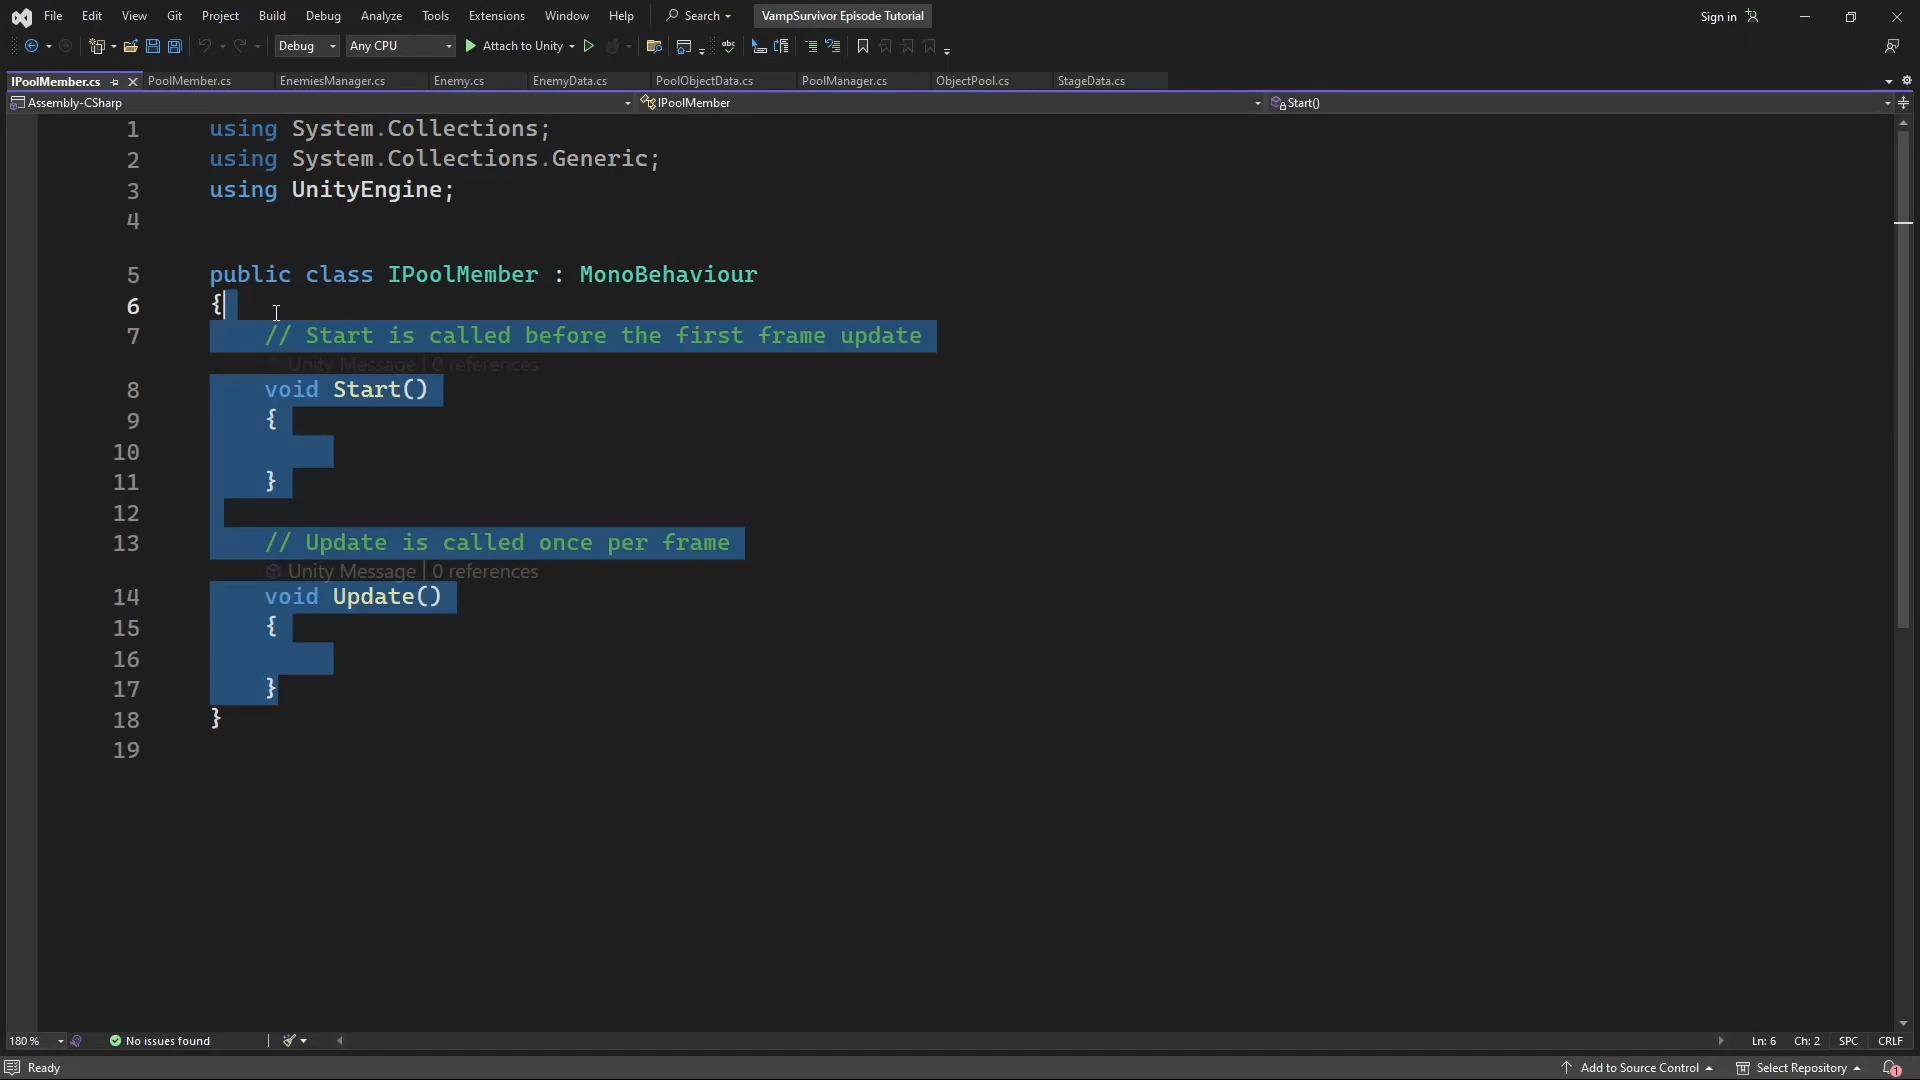 File Edit View Git Project Build Debug Analyze Tools Extensions Window Help Search VampSurvivor Episode Tutorial Sign in
Debug Any CPU Attach to Unity
IPoolMember.cs PoolMember.cs EnemiesManager.cs Enemy.cs EnemyData.cs PoolObjectData.cs PoolManager.cs ObjectPool.cs StageData.cs
Assembly-CSharp IPoolMember Start()
1 using System.Collections;
2 using System.Collections.Generic;
3 using UnityEngine;
4
5 public class IPoolMember : MonoBehaviour
6 {
7 // Start is called before the first frame update
Unity Message | 0 references
8 void Start()
9 {
10
11 }
12
13 // Update is called once per frame
Unity Message | 0 references
14 void Update()
15 {
16
17 }
18 }
19
180 % No issues found Ln: 6 Ch: 2 SPC CRLF
Ready Add to Source Control Select Repository 1